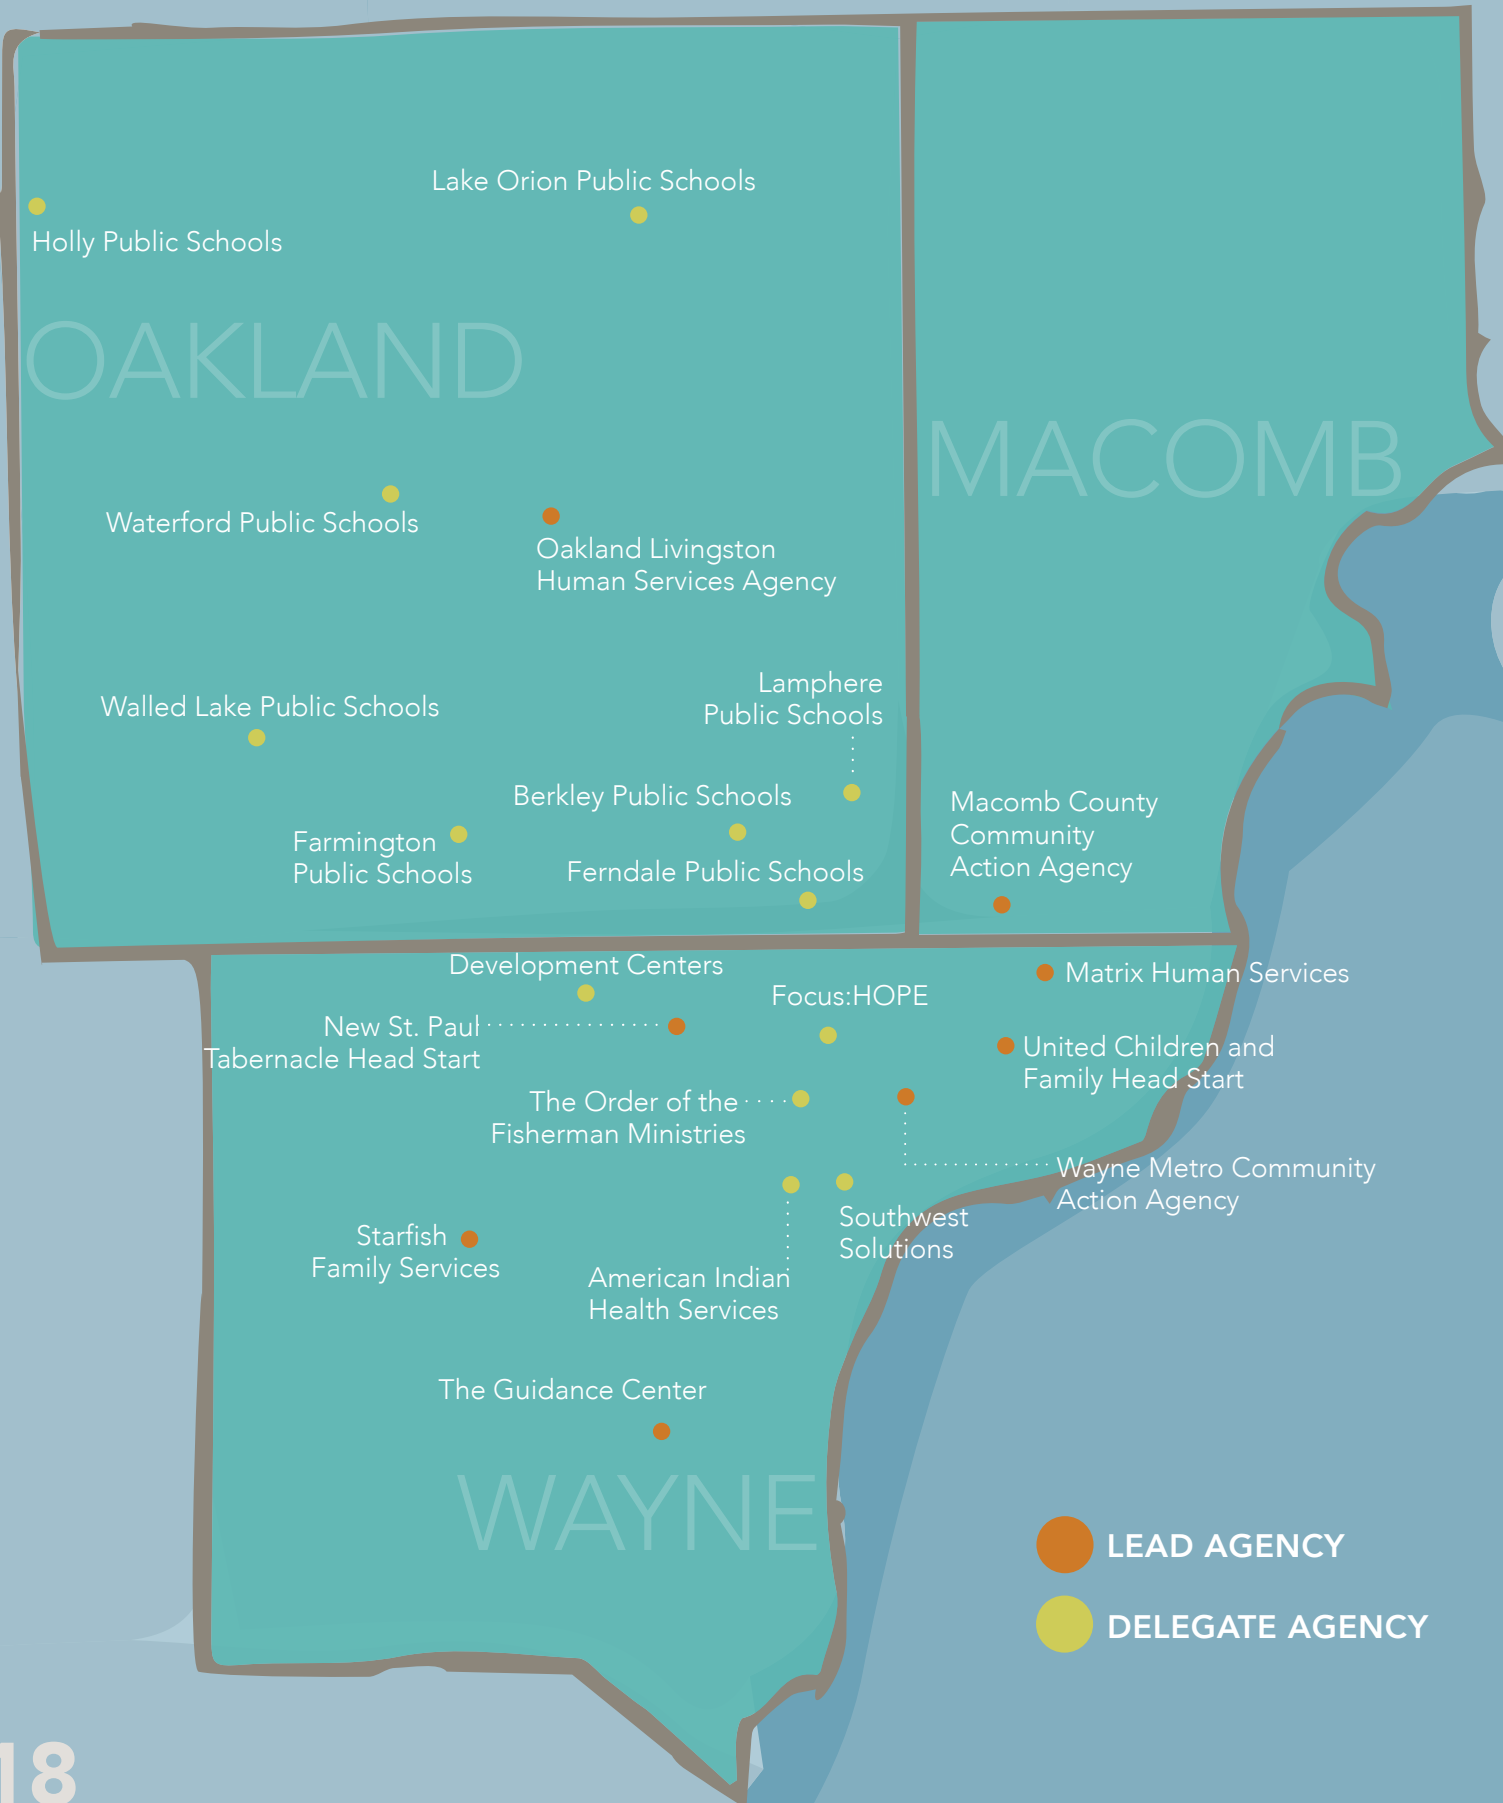 Lake Orion Public Schools
Holly Public Schools
OAKLAND
MACOMB
Waterford Public Schools
Oakland Livingston
Human Services Agency
Lamphere
Public Schools
Walled Lake Public Schools
Berkley Public Schools
Farmington
Public Schools
Ferndale Public Schools
Macomb County
Community
Action Agency
Development Centers
Matrix Human Services
Focus:HOPE
New St. Paul
Tabernacle Head Start
United Children and
Family Head Start
The Order of the
Fisherman Ministries
Wayne Metro Community
Action Agency
Southwest
Solutions
Starfish
Family Services
American Indian
Health Services
The Guidance Center
WAYNE
LEAD AGENCY
DELEGATE AGENCY
18